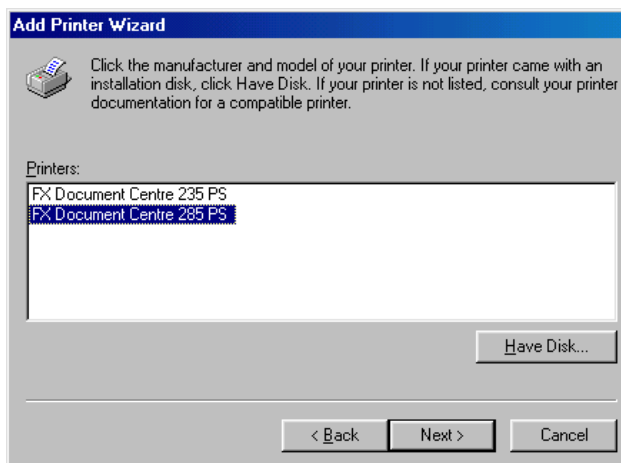 Add Printer Wizard
Click the manufacturer and model of your printer. If your printer came with an
installation disk, click Have Disk. If your printer is not listed, consult your printer
documentation for a compatible printer.
Printers:
FX Document Centre 235 PS
FX Document Centre 285 PS
Have Disk...
< Back
Next >
Cancel